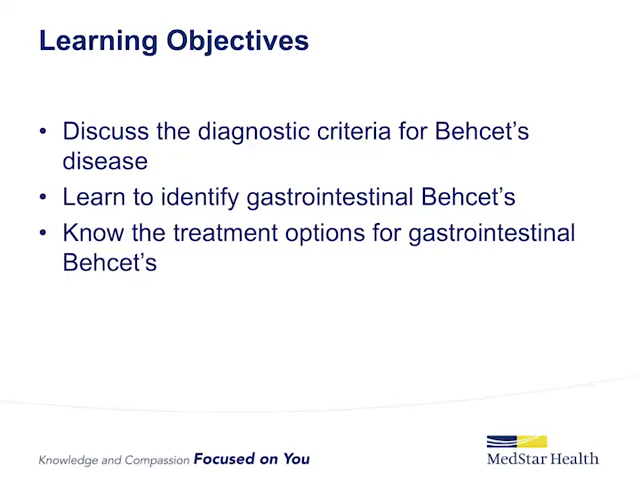 Learning Objectives
• Discuss the diagnostic criteria for Behcet's
disease
• Learn to identify gastrointestinal Behcet's
• Know the treatment options for gastrointestinal
Behcet's
Knowledge and Compassion Focused on You
MedStar Health